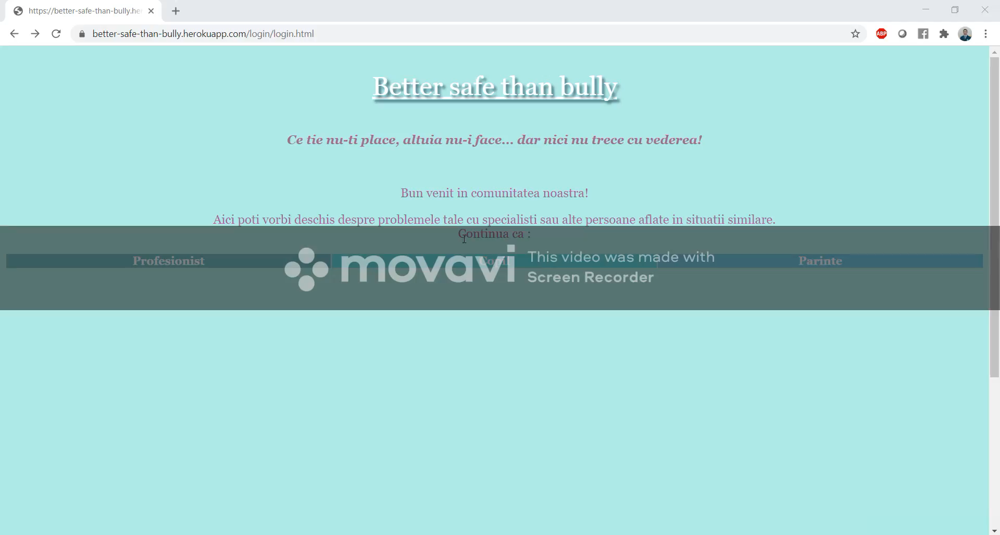 https://better-safe-than-bully.he
better-safe-than-bully.herokuapp.com/login/login.html
ABP
Better safe than bully
Ce tie nu-ti place, altuia nu-i face... dar nici nu trece cu vederea!
Bun venit in comunitatea noastra!
Aici poti vorbi deschis despre problemele tale cu specialisti sau alte persoane aflate in situatii similare.
Continua ca :
Profesionist Copil Parinte
movavi This video was made with
Screen Recorder